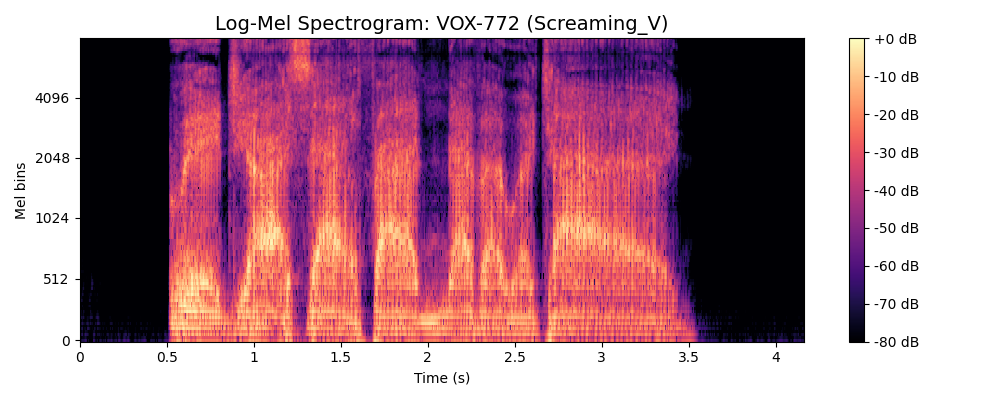 Log-Mel Spectrogram: VOX-772 (Screaming_V)
Mel bins
4096
2048
1024
512
0
0 0.5 1 1.5 2 2.5 3 3.5 4
Time (s)
+0 dB
-10 dB
-20 dB
-30 dB
-40 dB
-50 dB
-60 dB
-70 dB
-80 dB